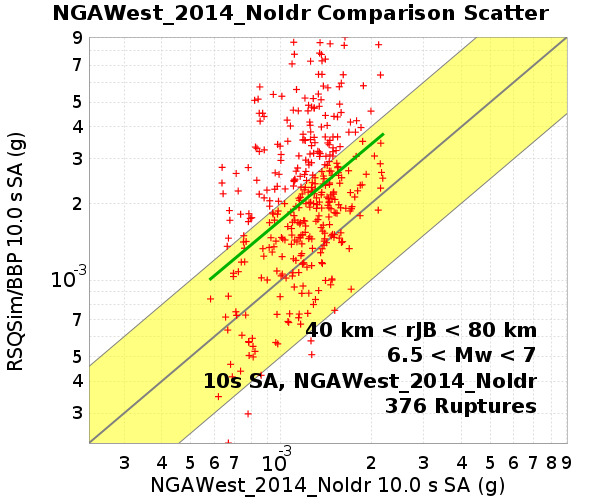 NGAWest_2014_NoIdr Comparison Scatter
RSQSim/BBP 10.0 s SA (g)
9
7
5
4
3
2
10-3
7
5
4
3
40 km < rJB < 80 km
6.5 < Mw < 7
10s SA, NGAWest_2014_NoIdr
376 Ruptures
3 4 5 6 7 10-3 2 3 4 5 6 7 8 9
NGAWest_2014_NoIdr 10.0 s SA (g)